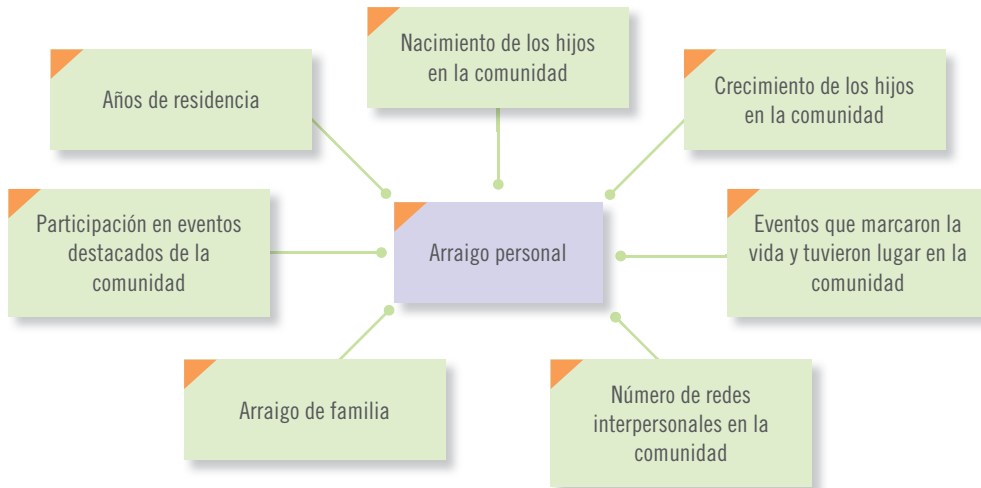 Nacimiento de los hijos
en la comunidad
Años de residencia
Crecimiento de los hijos
en la comunidad
Participación en eventos
destacados de la
comunidad
Arraigo personal
Eventos que marcaron la
vida y tuvieron lugar en la
comunidad
Arraigo de familia
Número de redes
interpersonales en la
comunidad